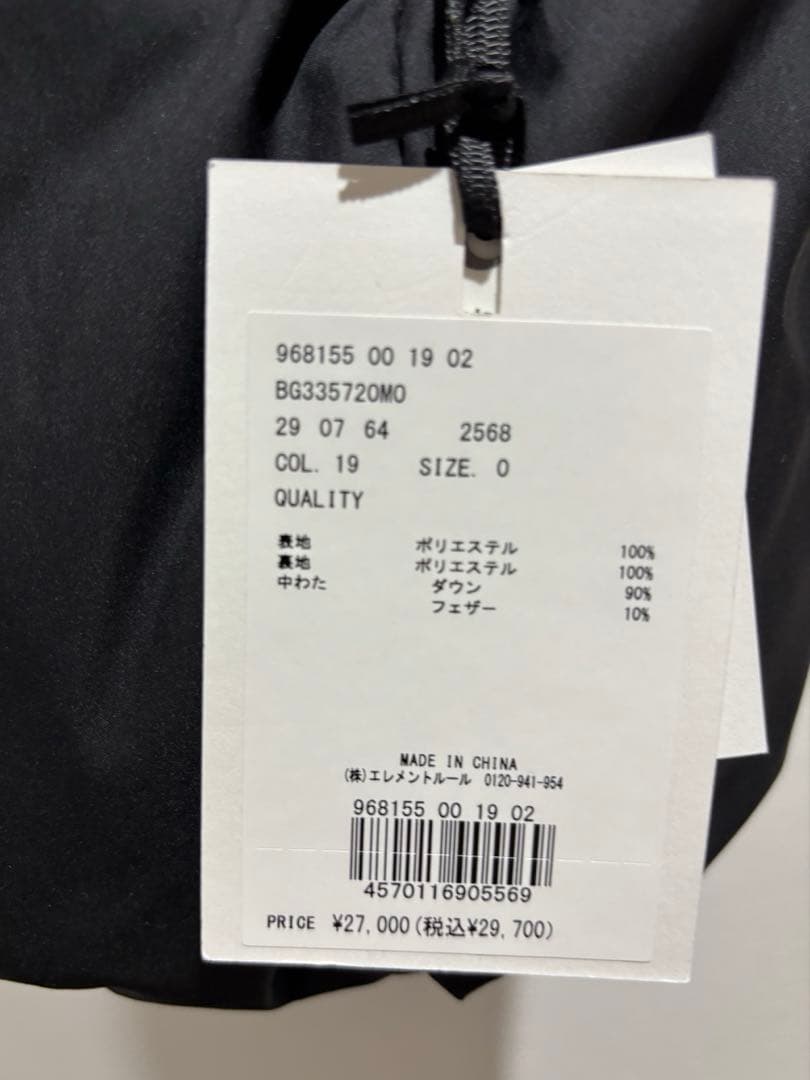 968155 00 19 02
BG33572OMO
29 07 64 2568
COL. 19 SIZE. 0
QUALITY
表地 ポリエステル 100%
裏地 ポリエステル 100%
中わた ダウン 90%
フェザー 10%
MADE IN CHINA
(株)エレメントルール 0120-941-954
968155 00 19 02
4570116905569
PRICE ¥27,000(税込¥29,700)